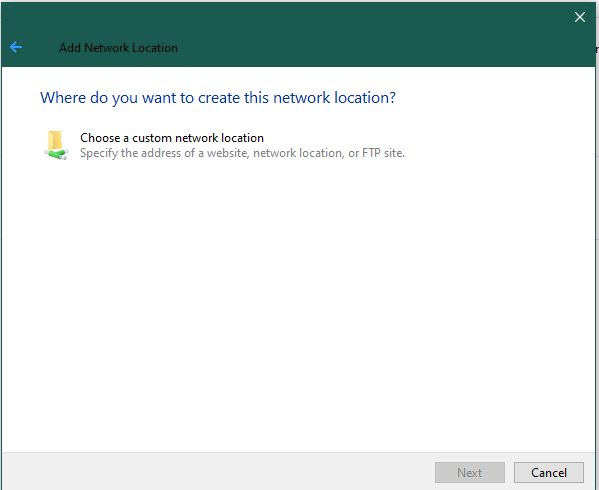 Add Network Location
Where do you want to create this network location?
Choose a custom network location
Specify the address of a website, network location, or FTP site.
Next
Cancel